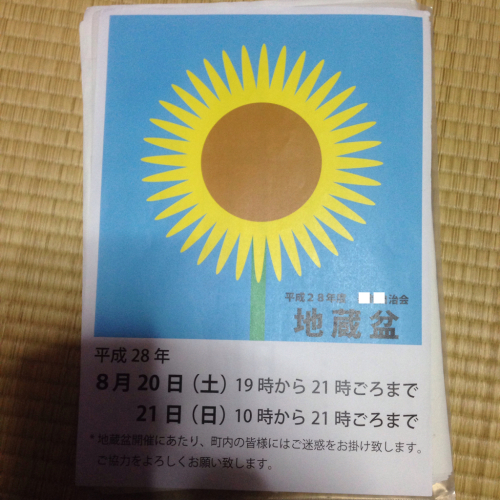 平成28年度 治会
地蔵盆
平成 28 年
8 月 20 日（土）19 時から 21 時ごろまで
21 日（日）10 時から 21 時ごろまで
* 地蔵盆開催にあたり、町内の皆様にはご迷惑をお掛け致します。
ご協力をよろしくお願い致します。